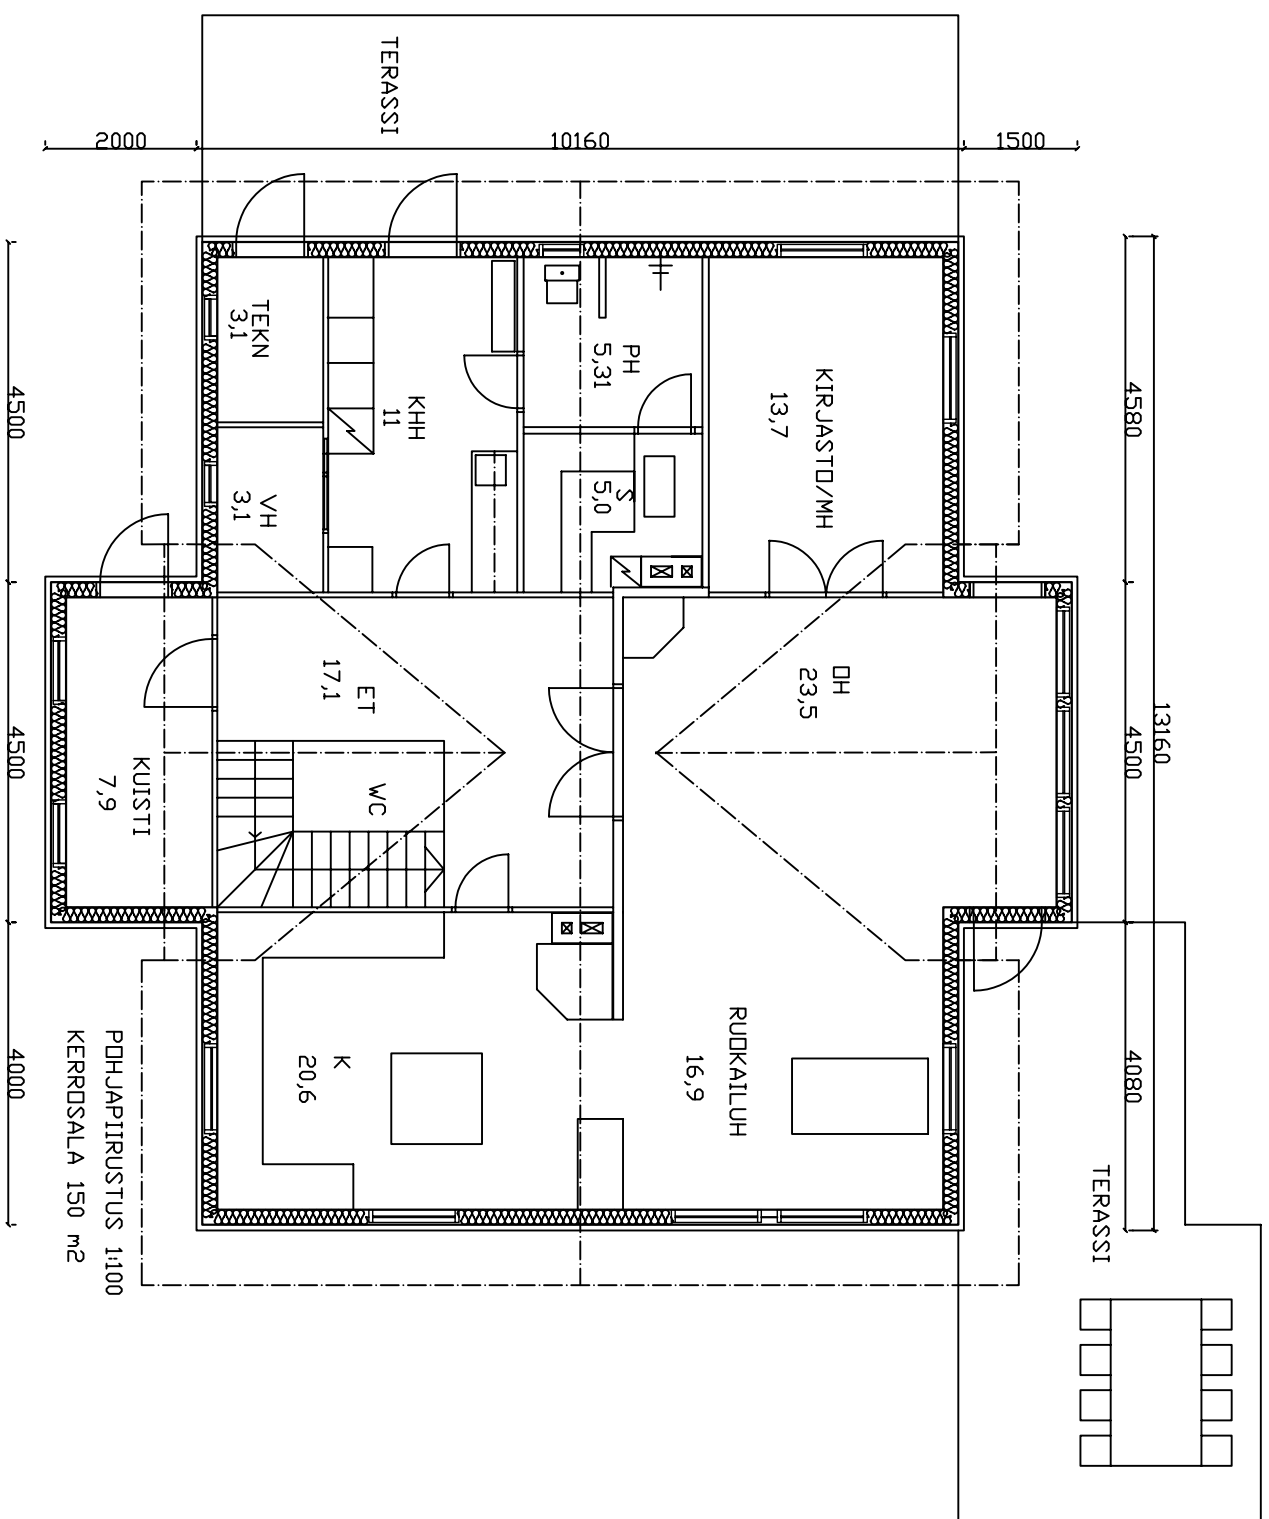 TERASSI
2000
10160
1500
4500
4500
4000
4580
4500
4080
13160
TEKN
3,1
VH
3,1
KHH
11
PH
5,31
S
5,0
KIRJASTO/MH
13,7
ET
17,1
OH
23,5
WC
KUISTI
7,9
K
20,6
RUOKAILUH
16,9
TERASSI
POHJAPIIRUSTUS 1:100
KERROSALA 150 m2